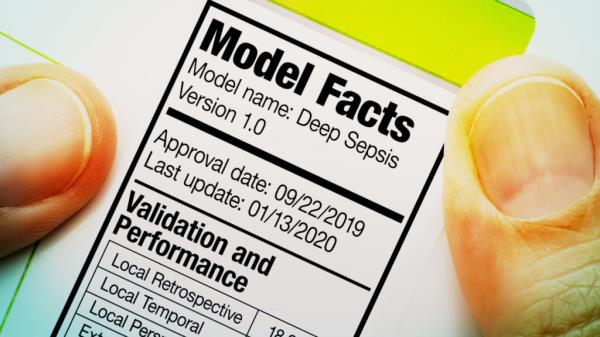 Model Facts
Model name: Deep Sepsis
Version 1.0
Approval date: 09/22/2019
Last update: 01/13/2020
Validation and
Performance
Local Retrospective
Local Temporal
Local